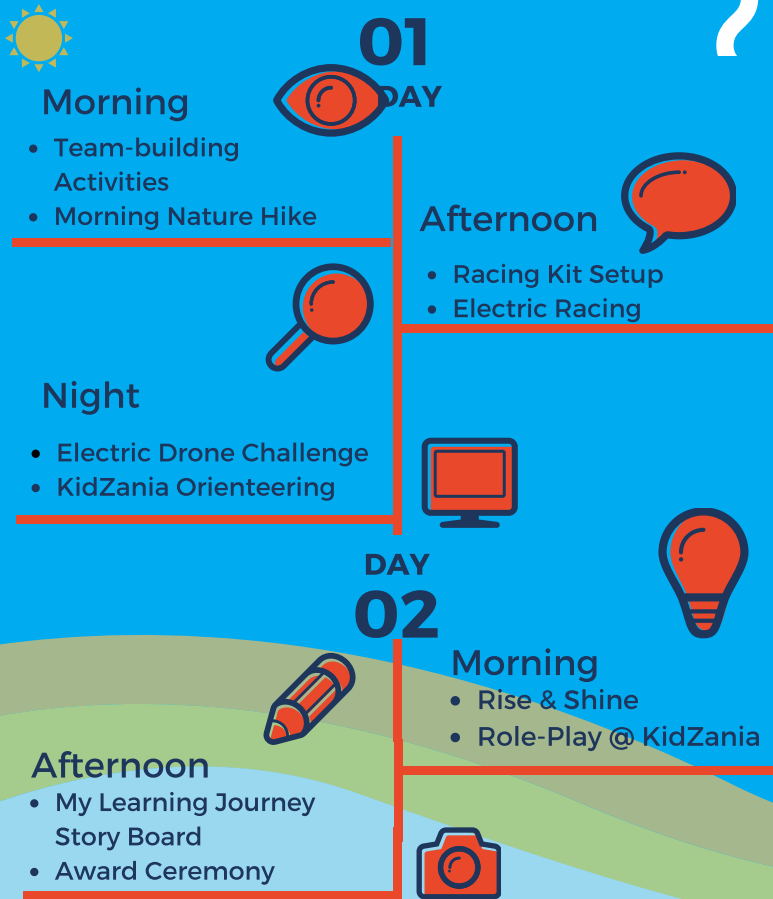 01
DAY
Morning
• Team-building
Activities
• Morning Nature Hike
Afternoon
• Racing Kit Setup
• Electric Racing
Night
• Electric Drone Challenge
• KidZania Orienteering
DAY
02
Morning
• Rise & Shine
• Role-Play @ KidZania
Afternoon
• My Learning Journey
Story Board
• Award Ceremony